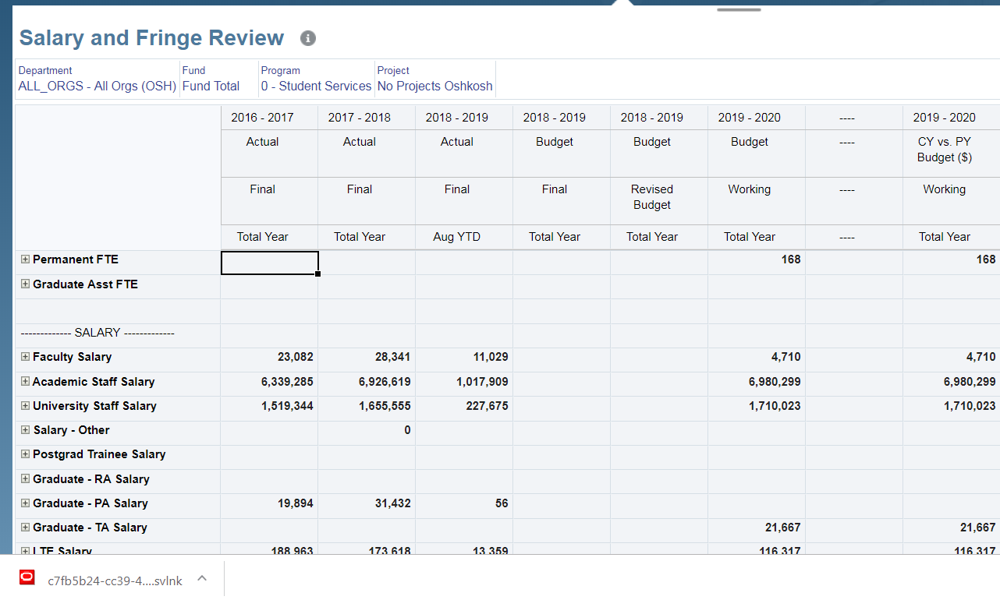 Salary and Fringe Review
Department Fund Program Project
ALL_ORGS - All Orgs (OSH) Fund Total 0 - Student Services No Projects Oshkosh
2016 - 2017 2017 - 2018 2018 - 2019 2018 - 2019 2018 - 2019 2019 - 2020 ---- 2019 - 2020
Actual Actual Actual Budget Budget Budget ---- CY vs. PY
Budget ($)
Final Final Final Final Revised Working ---- Working
Budget
Total Year Total Year Aug YTD Total Year Total Year Total Year ---- Total Year
Permanent FTE 168 168
Graduate Asst FTE
------------- SALARY -------------
Faculty Salary 23,082 28,341 11,029 4,710 4,710
Academic Staff Salary 6,339,285 6,926,619 1,017,909 6,980,299 6,980,299
University Staff Salary 1,519,344 1,655,555 227,675 1,710,023 1,710,023
Salary - Other 0
Postgrad Trainee Salary
Graduate - RA Salary
Graduate - PA Salary 19,894 31,432 56
Graduate - TA Salary 21,667 21,667
LTE Salary 188,963 173,618 13,359 116,317 116,317
c7fb5b24-cc39-4....svlnk